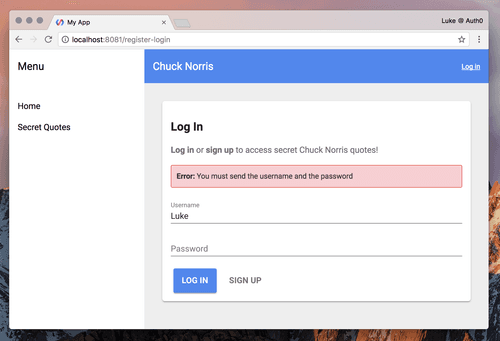 My App
Luke @ Auth0
localhost:8081/register-login
Menu
Chuck Norris
Log in
Home
Secret Quotes
Log In
Log in or sign up to access secret Chuck Norris quotes!
Error: You must send the username and the password
Username
Luke
Password
LOG IN
SIGN UP